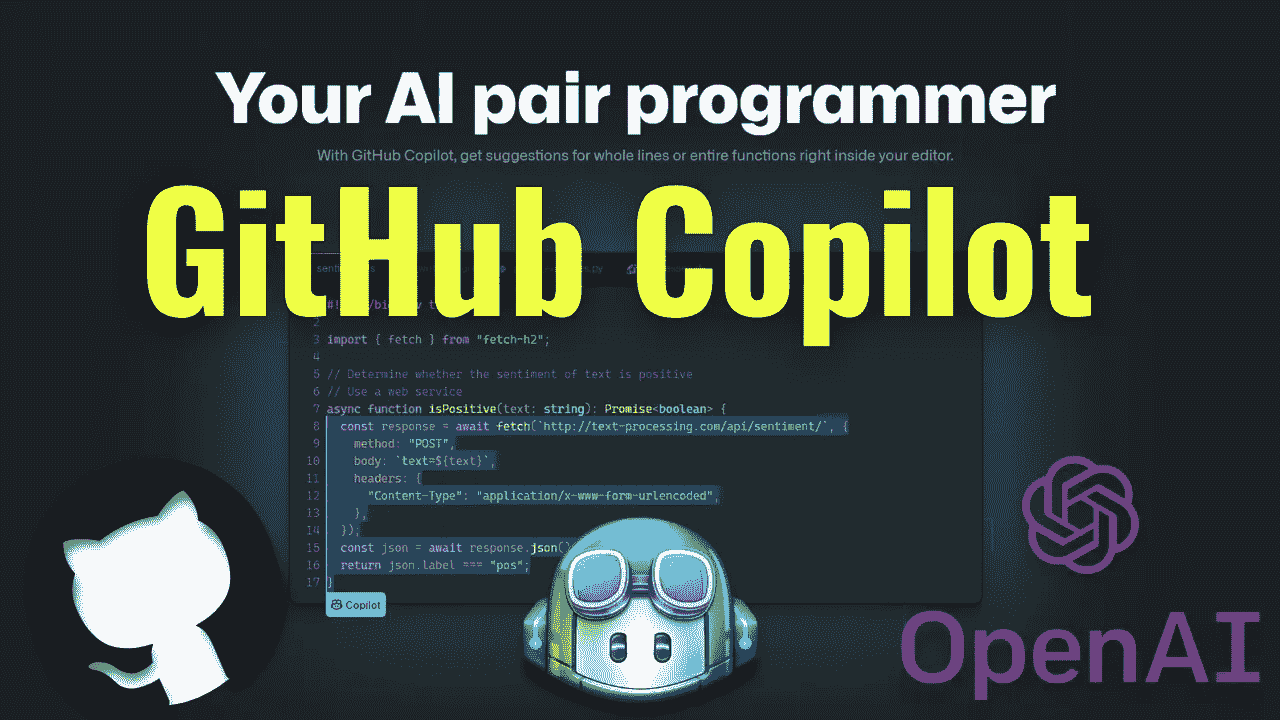 Your AI pair programmer
With GitHub Copilot, get suggestions for whole lines or entire functions right inside your editor.
GitHub Copilot
2
3 import { fetch } from "fetch-h2";
4
5 // Determine whether the sentiment of text is positive
6 // Use a web service
7 async function isPositive(text: string): Promise<boolean> {
8 const response = await fetch(`http://text-processing.com/api/sentiment/`, {
9 method: "POST",
10 body: `text=${text}`,
11 headers: {
12 "Content-Type": "application/x-www-form-urlencoded",
13 },
14 });
15 const json = await response.json()
16 return json.label === "pos";
17 }
Copilot
OpenAI